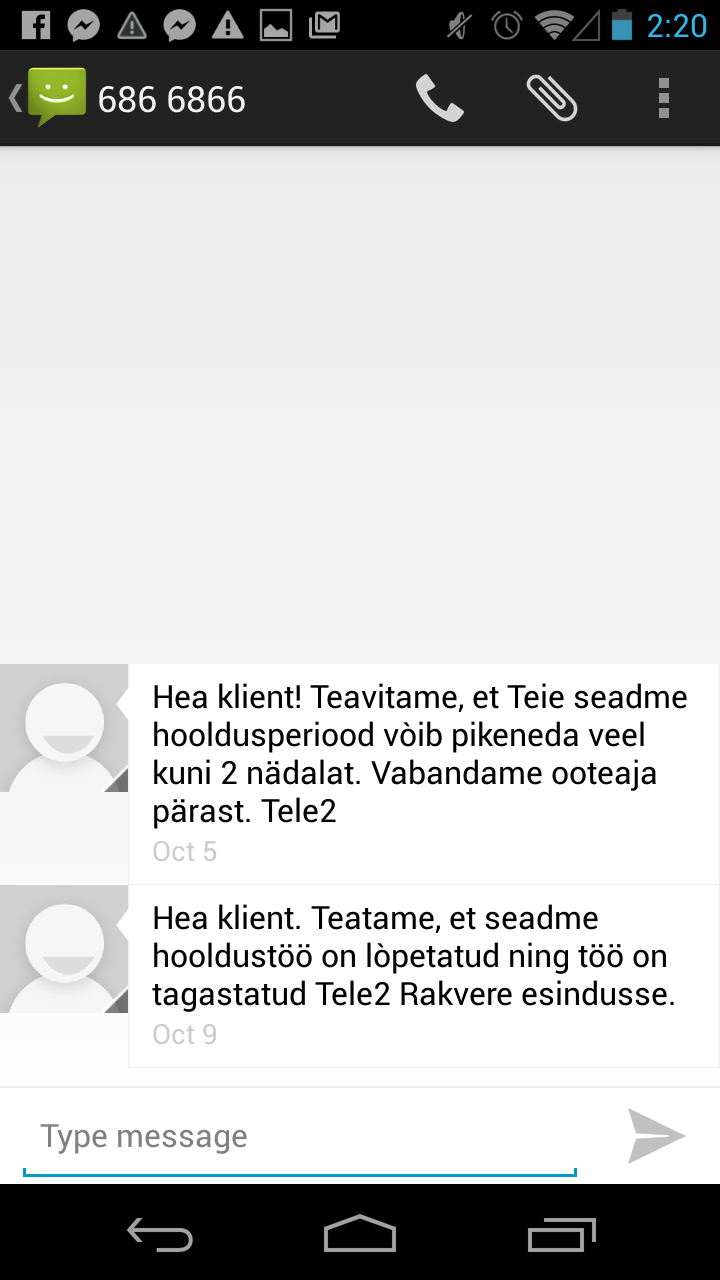 2:20
686 6866
Hea klient! Teavitame, et Teie seadme
hooldusperiood vòib pikeneda veel
kuni 2 nädalat. Vabandame ooteaja
pärast. Tele2
Oct 5
Hea klient. Teatame, et seadme
hooldustöö on lòpetatud ning töö on
tagastatud Tele2 Rakvere esindusse.
Oct 9
Type message